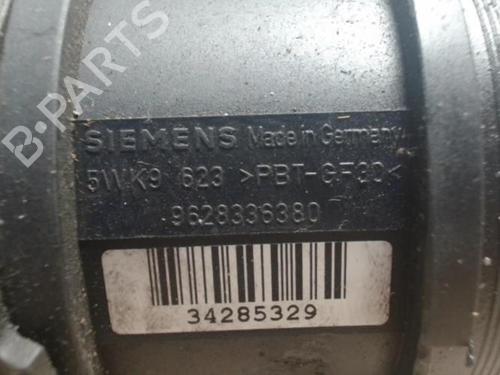 B-PARTS
SIEMENS Made in Germany
5WK9 623 >PBT-GF30<
9628336380
34285329